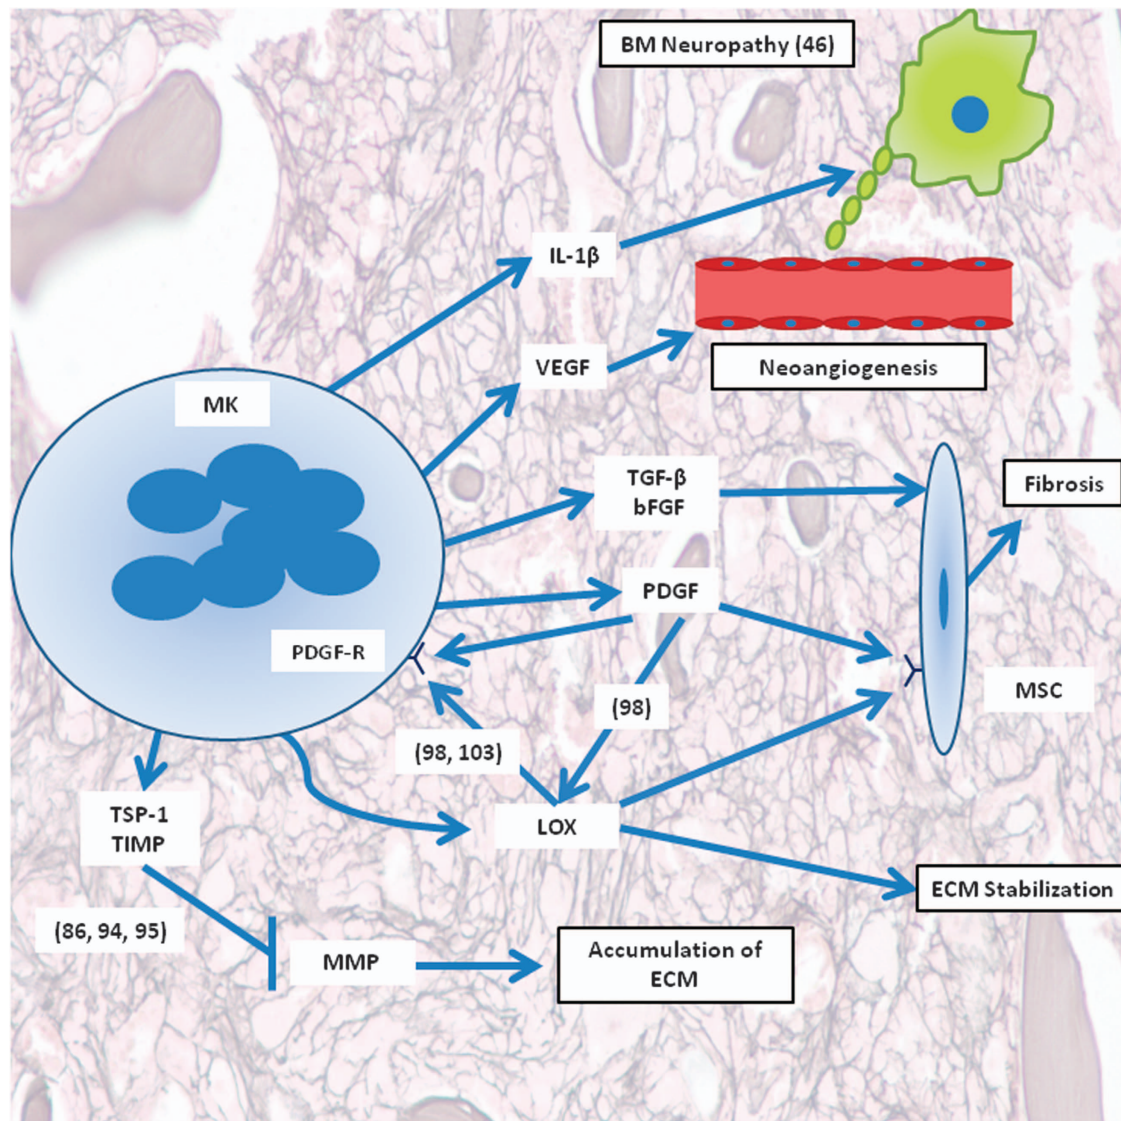 BM Neuropathy (46)
IL-1β
VEGF
Neoangiogenesis
MK
TGF-β
bFGF
Fibrosis
PDGF
PDGF-R
MSC
(98)
(98, 103)
TSP-1
TIMP
LOX
ECM Stabilization
(86, 94, 95)
MMP
Accumulation of
ECM